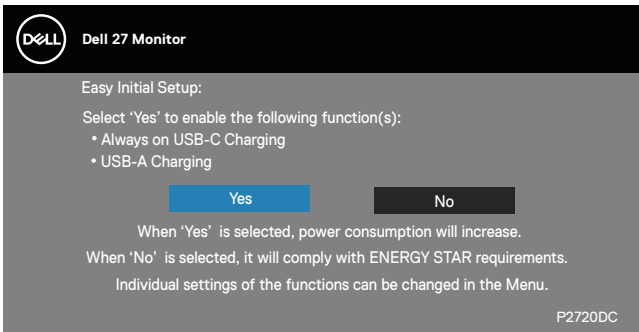 DELL
Dell 27 Monitor
Easy Initial Setup:
Select ‘Yes’ to enable the following function(s):
• Always on USB-C Charging
• USB-A Charging
Yes
No
When ‘Yes’ is selected, power consumption will increase.
When ‘No’ is selected, it will comply with ENERGY STAR requirements.
Individual settings of the functions can be changed in the Menu.
P2720DC